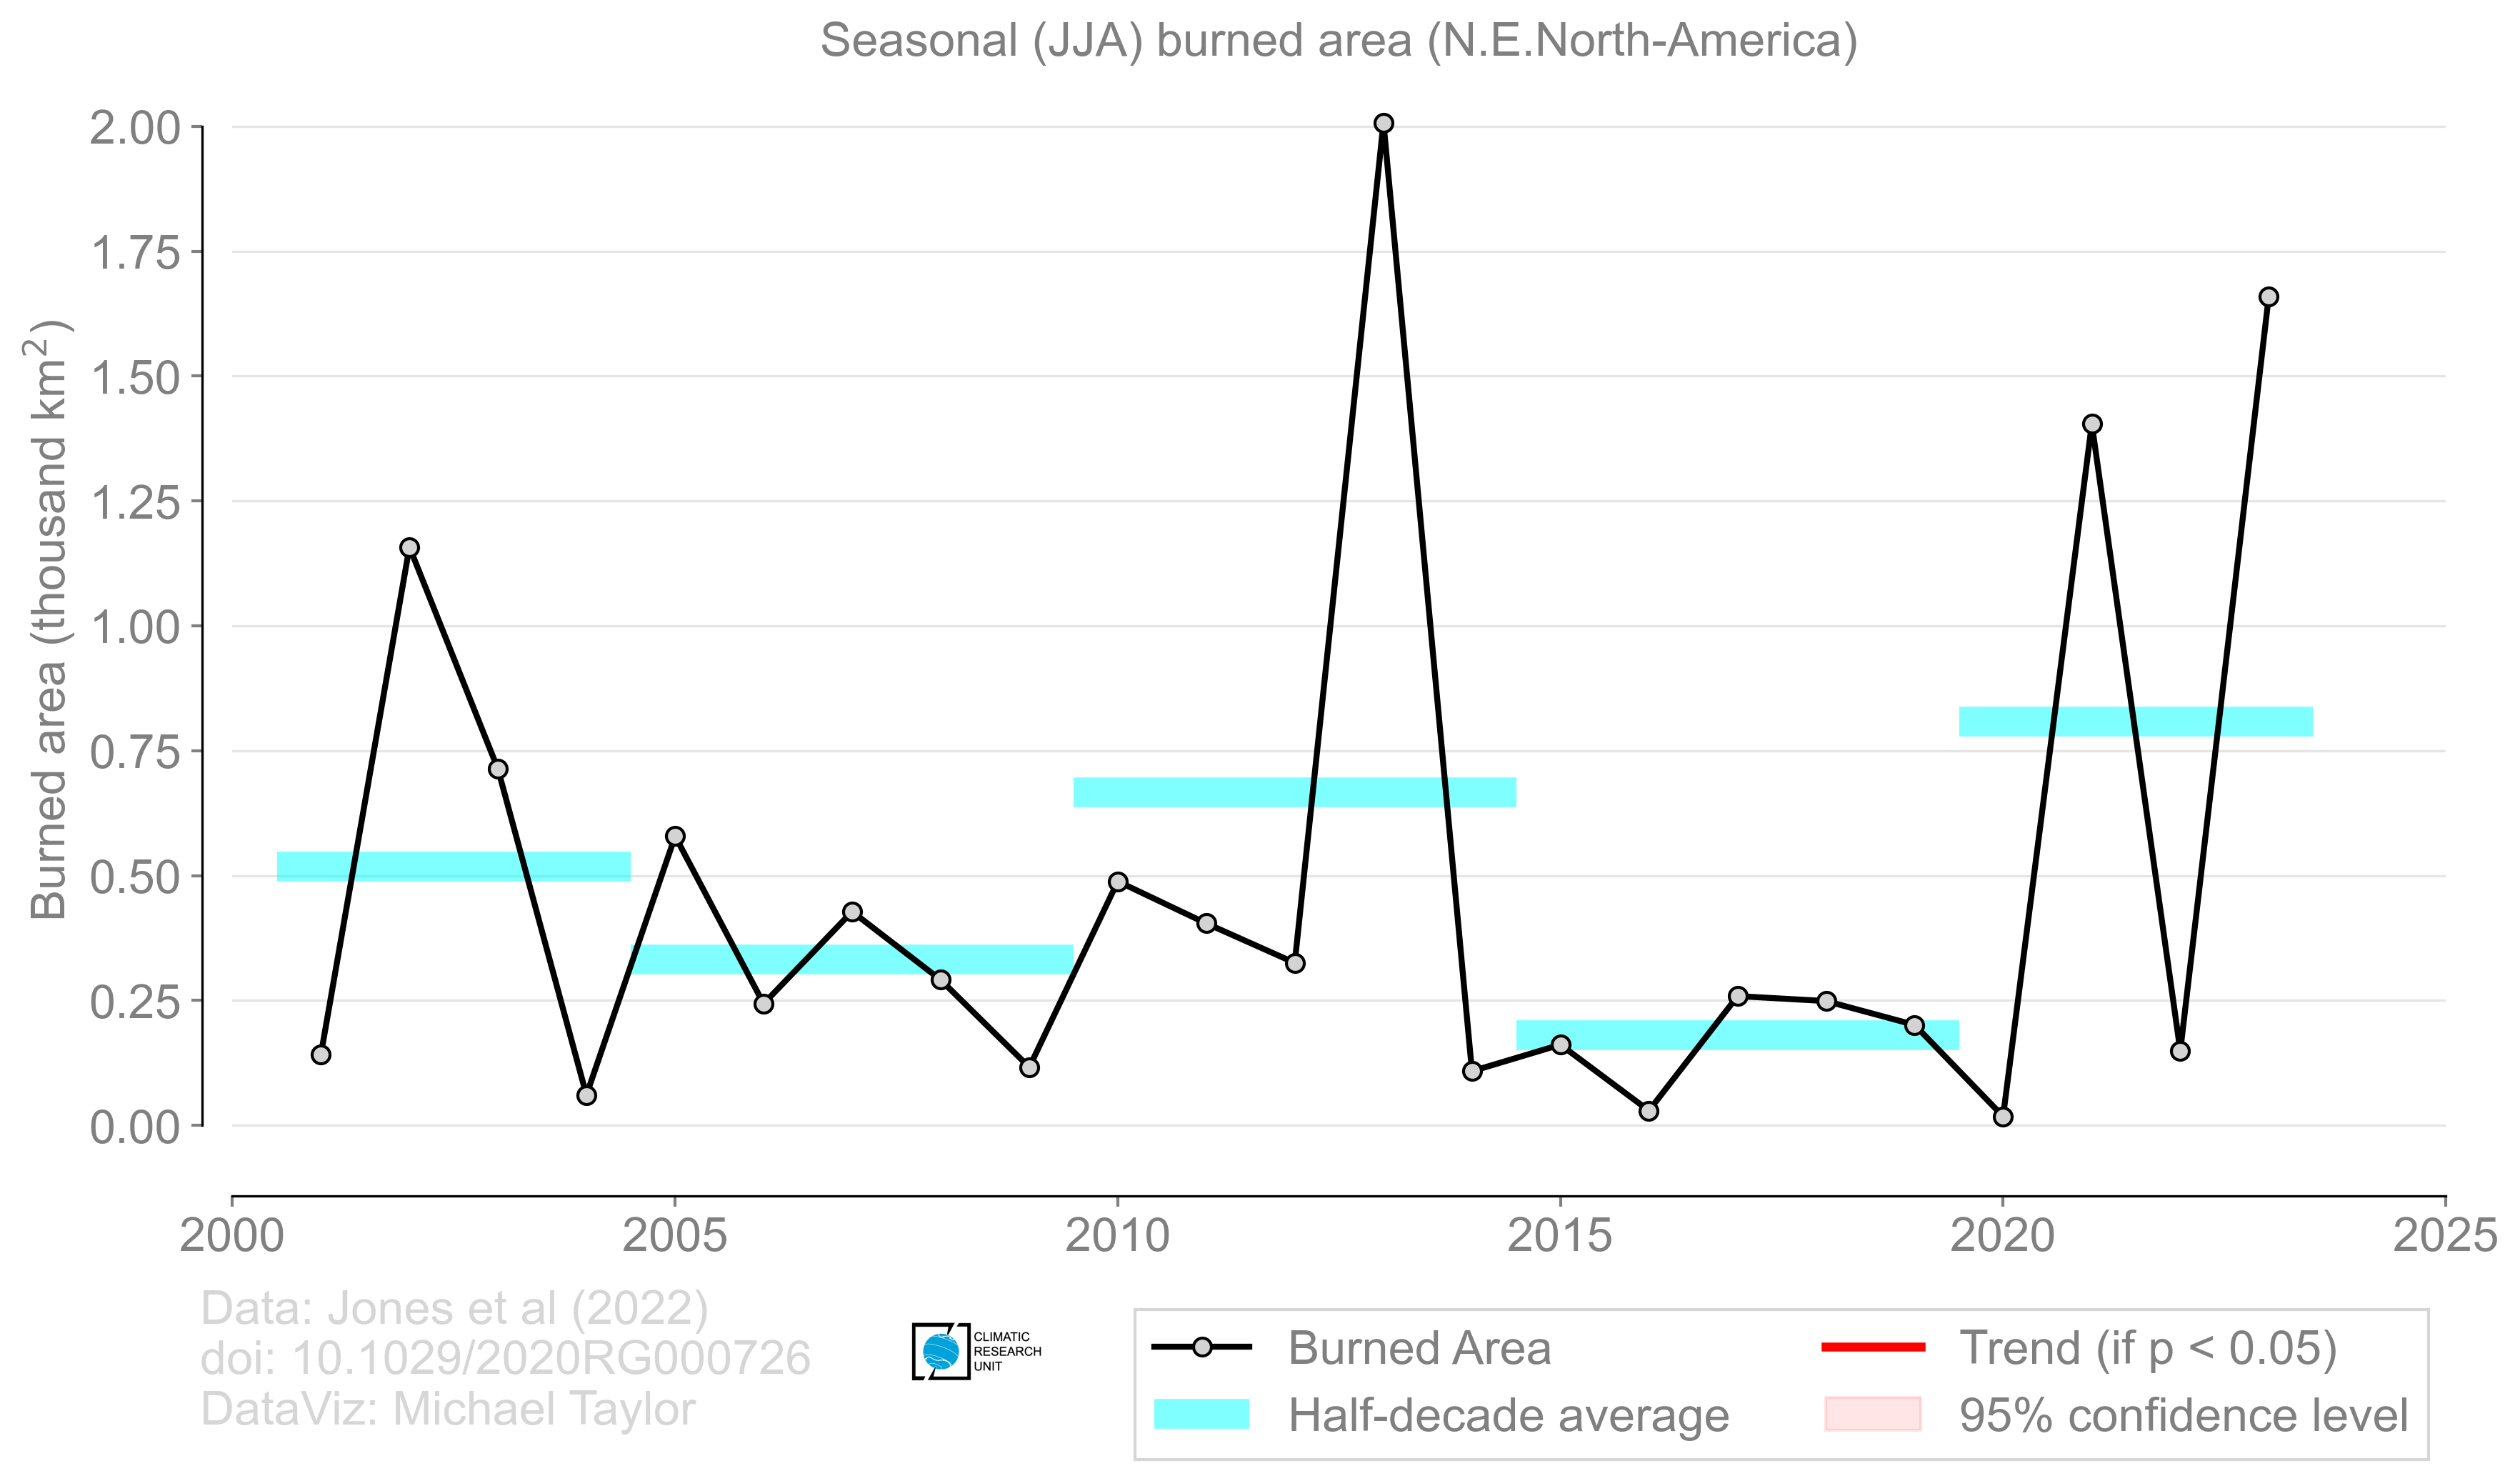 Seasonal (JJA) burned area (N.E.North-America)
Burned area (thousand km²)
2.00
1.75
1.50
1.25
1.00
0.75
0.50
0.25
0.00
2000 2005 2010 2015 2020 2025
Data: Jones et al (2022)
doi: 10.1029/2020RG000726
DataViz: Michael Taylor
CLIMATIC
RESEARCH
UNIT
Burned Area
Half-decade average
Trend (if p < 0.05)
95% confidence level